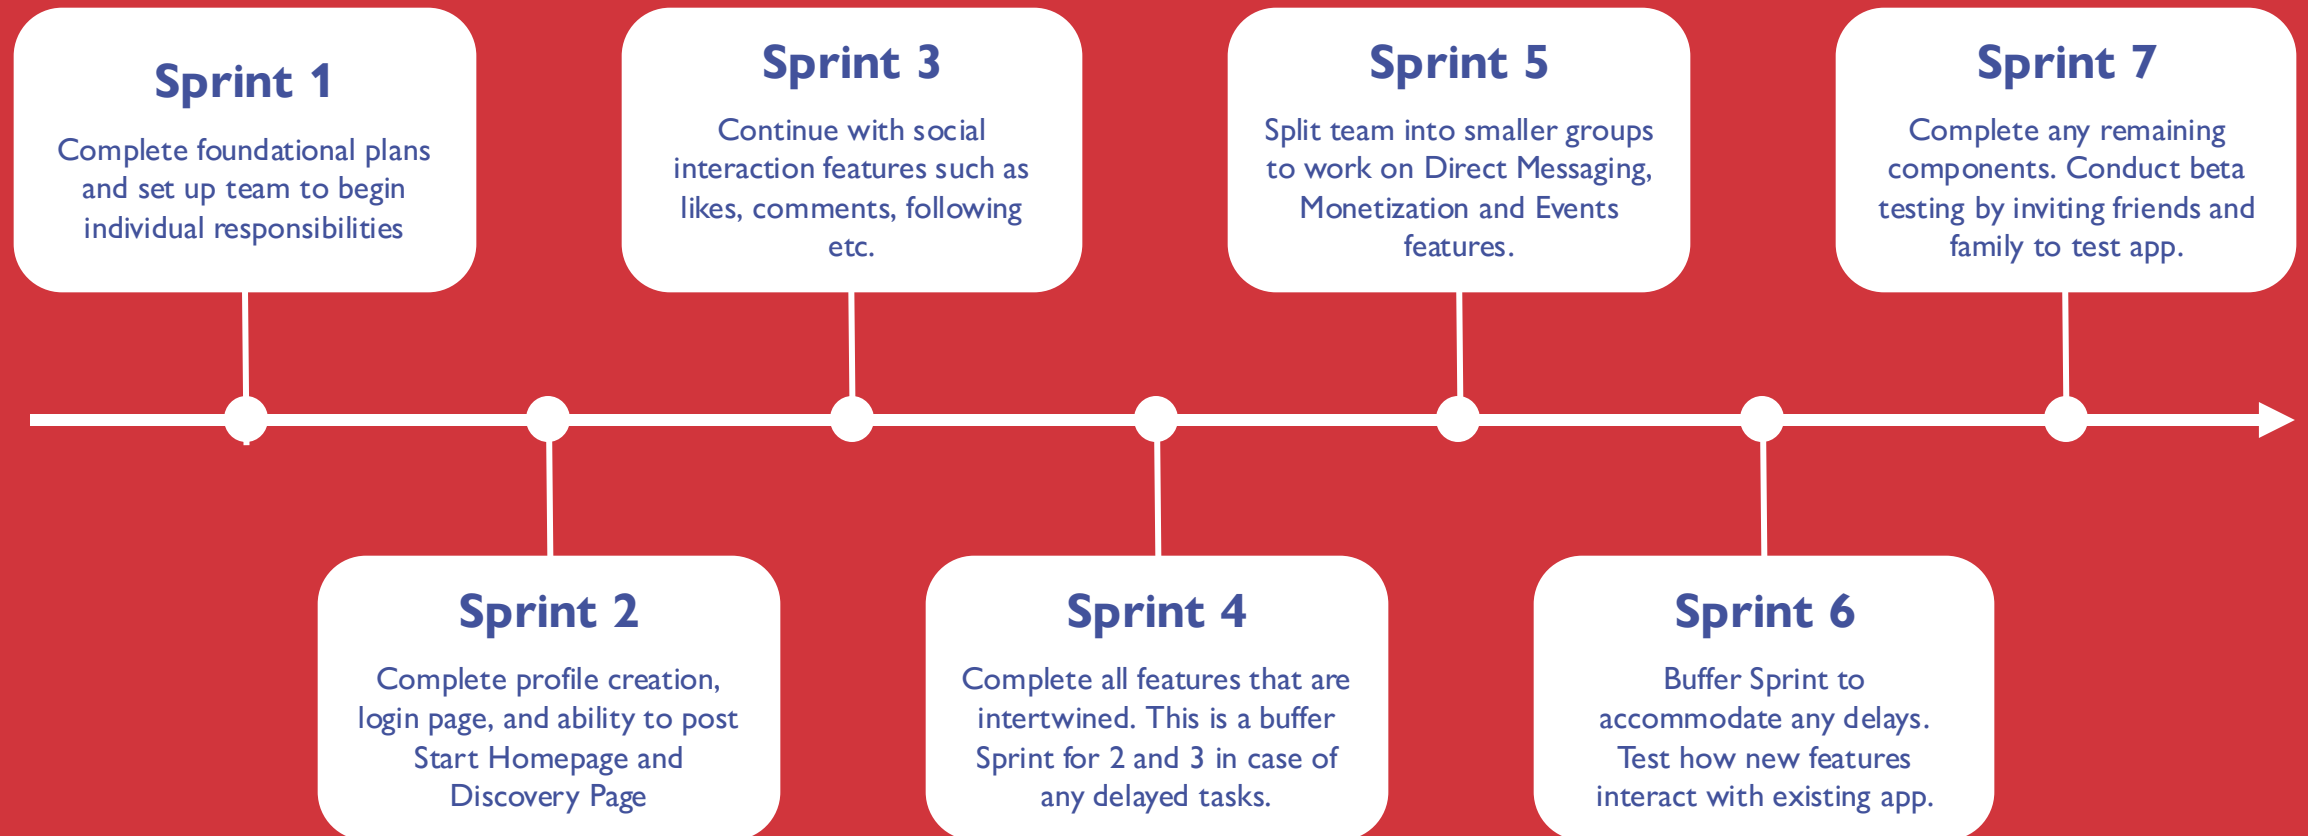 Sprint 1
Complete foundational plans
and set up team to begin
individual responsibilities
Sprint 2
Complete profile creation,
login page, and ability to post
Start Homepage and
Discovery Page
Sprint 3
Continue with social
interaction features such as
likes, comments, following
etc.
Sprint 4
Complete all features that are
intertwined. This is a buffer
Sprint for 2 and 3 in case of
any delayed tasks.
Sprint 5
Split team into smaller groups
to work on Direct Messaging,
Monetization and Events
features.
Sprint 6
Buffer Sprint to
accommodate any delays.
Test how new features
interact with existing app.
Sprint 7
Complete any remaining
components. Conduct beta
testing by inviting friends and
family to test app.